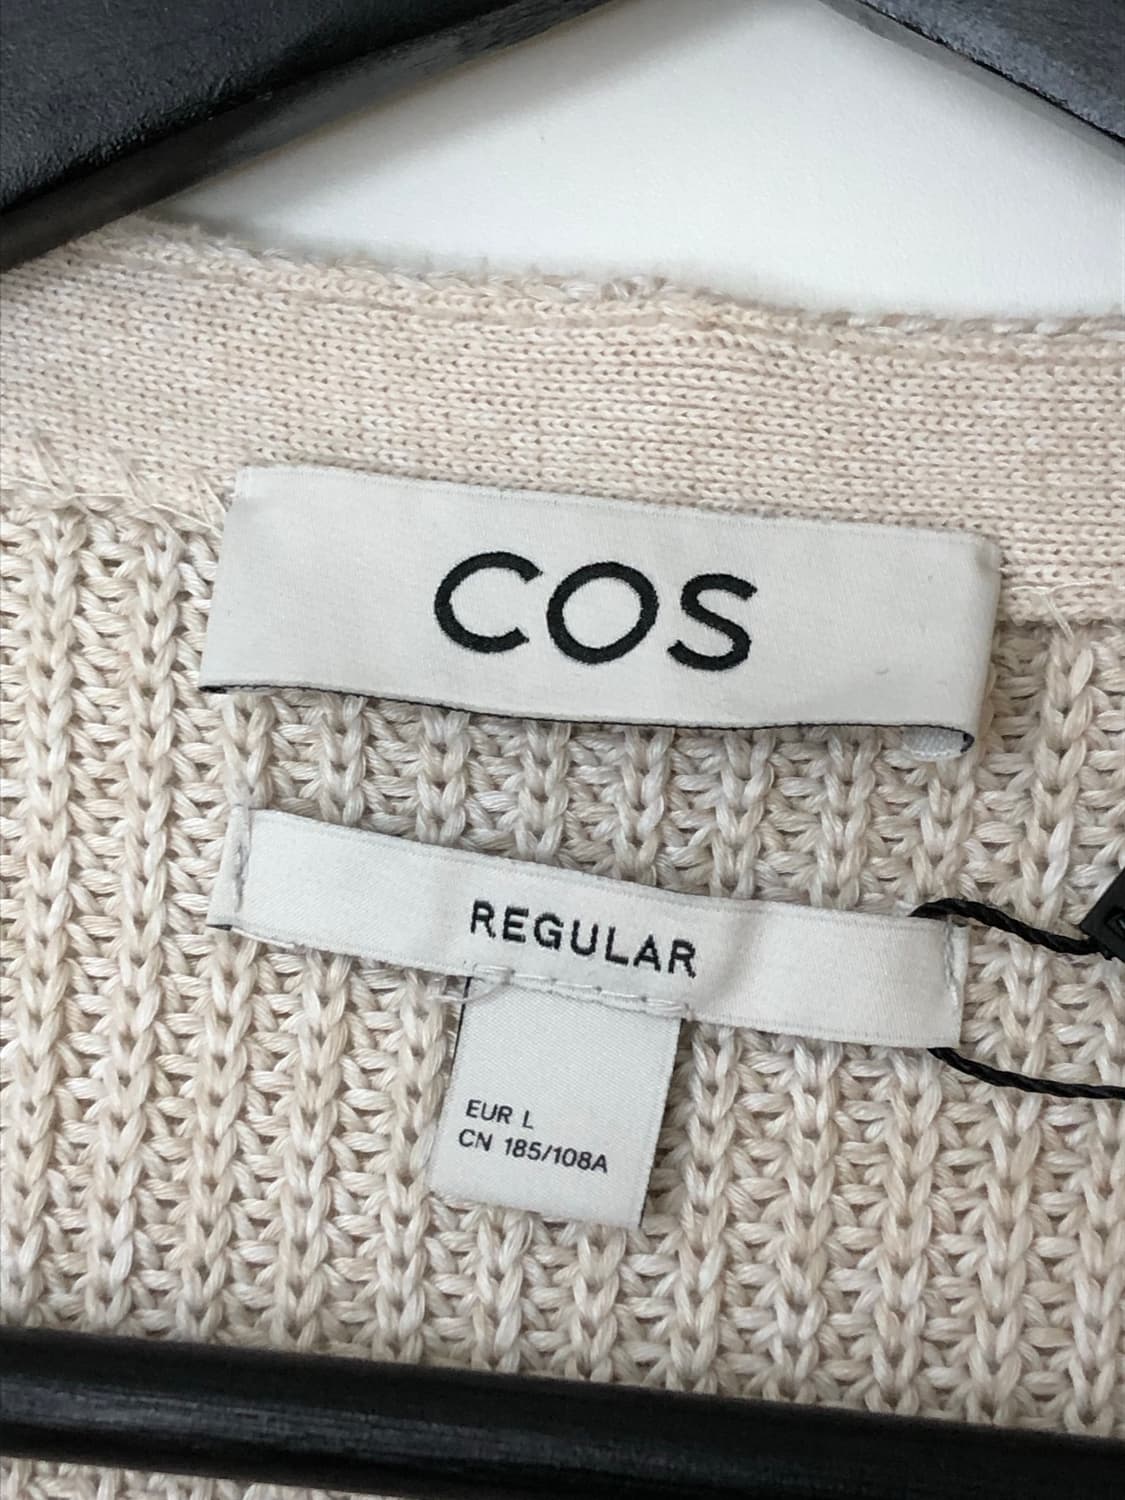 COS
REGULAR
EUR L
CN 185/108A